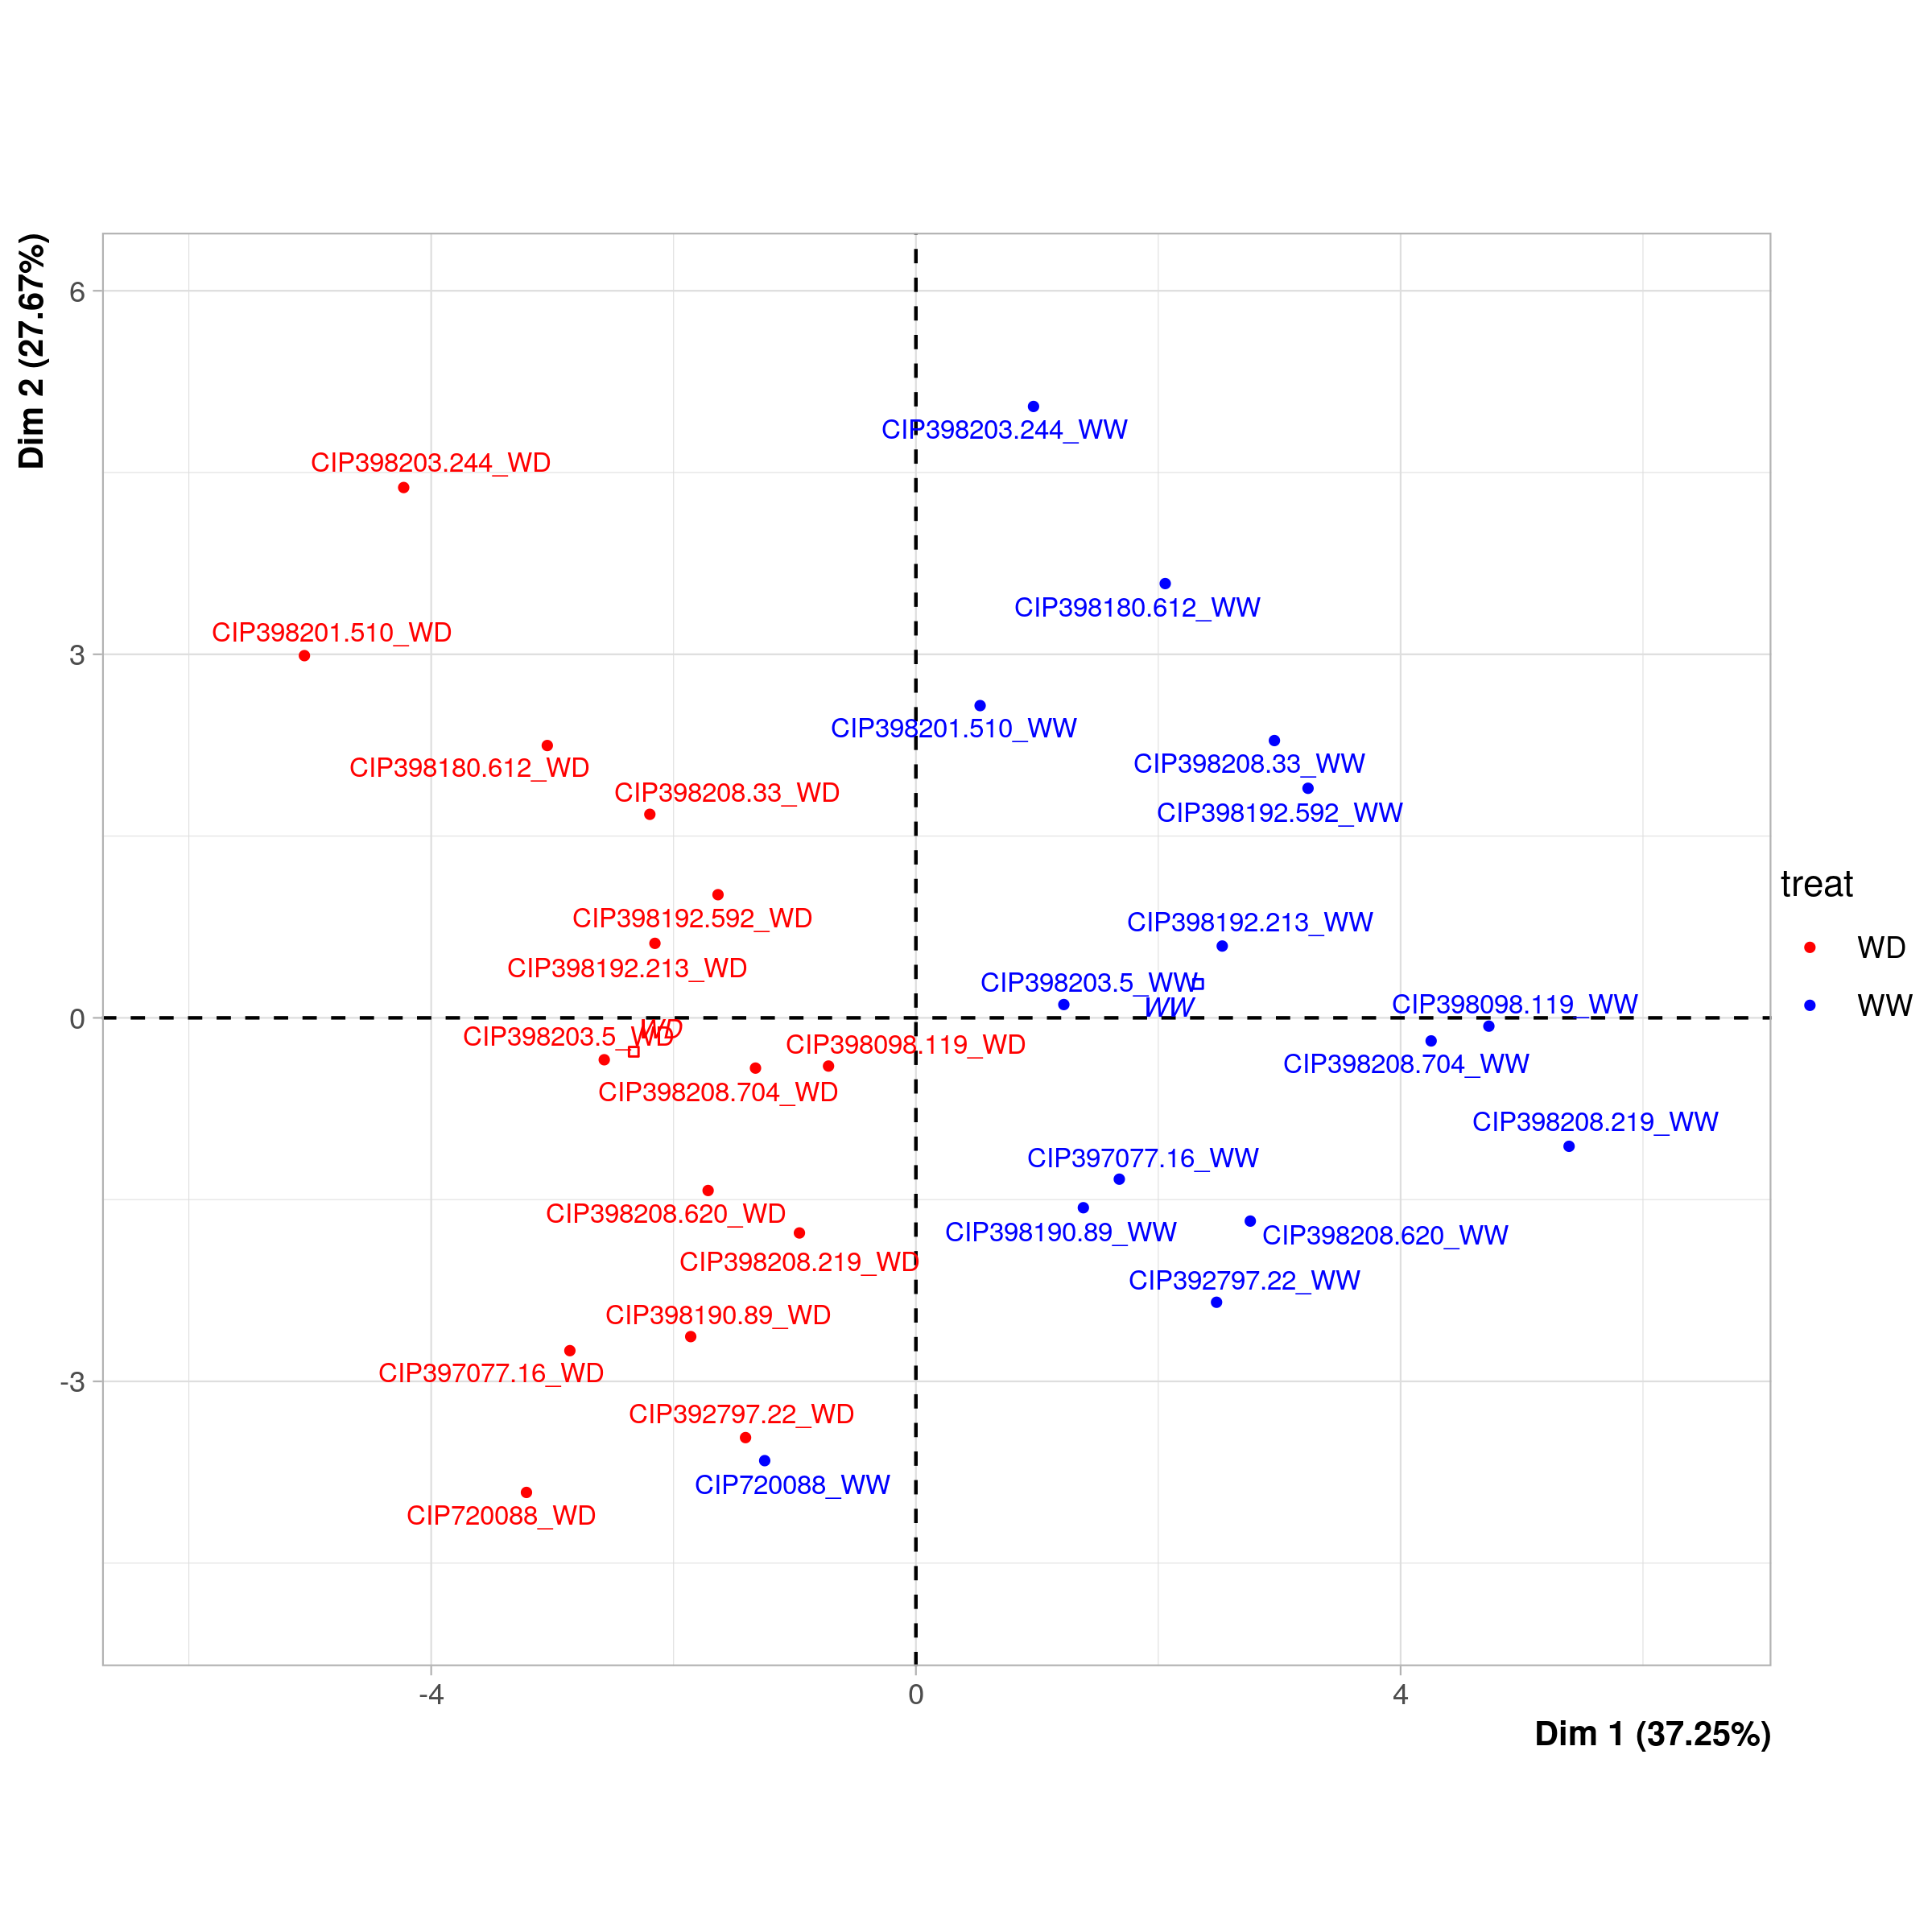 Dim 2 (27.67%)
6
3
0
-3
CIP398203.244_WW
CIP398203.244_WD
CIP398180.612_WW
CIP398201.510_WD
CIP398201.510_WW
CIP398208.33_WW
CIP398180.612_WD
CIP398208.33_WD
CIP398192.592_WW
CIP398192.592_WD
CIP398192.213_WW
CIP398192.213_WD
CIP398203.5_WW
WW
CIP398098.119_WW
CIP398203.5_WD
WD
CIP398098.119_WD
CIP398208.704_WW
CIP398208.704_WD
CIP398208.219_WW
CIP397077.16_WW
CIP398208.620_WD
CIP398190.89_WW
CIP398208.620_WW
CIP398208.219_WD
CIP392797.22_WW
CIP398190.89_WD
CIP397077.16_WD
CIP392797.22_WD
CIP720088_WW
CIP720088_WD
-4
0
4
Dim 1 (37.25%)
treat
WD
WW